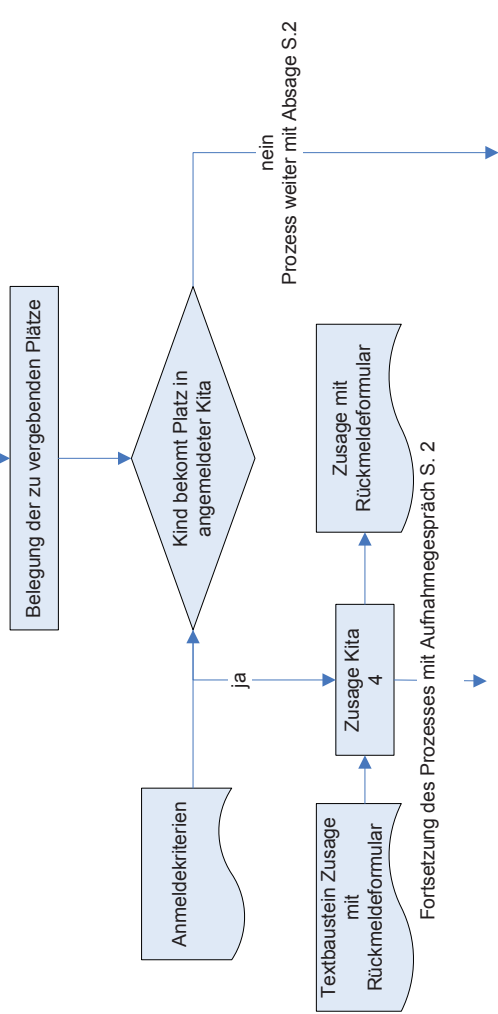 Belegung der zu vergebenden Plätze
Anmeldekriterien
Kind bekomt Platz in
angemeldeter Kita
nein
Prozess weiter mit Absage S.2
ja
Textbaustein Zusage
mit
Rückmeldeformular
Zusage Kita
4
Zusage mit
Rückmeldeformular
Fortsetzung des Prozesses mit Aufnahmegespräch S. 2